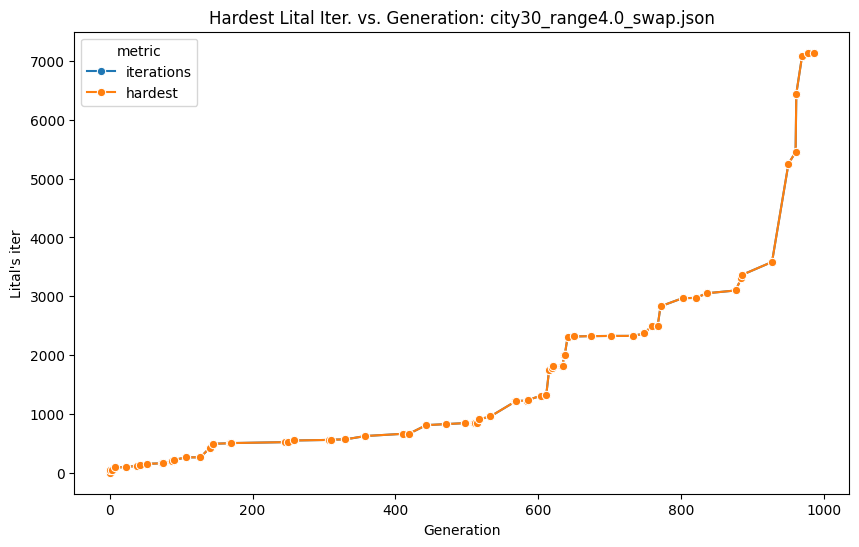 Hardest Lital Iter. vs. Generation: city30_range4.0_swap.json
metric
iterations
hardest
7000
6000
5000
4000
3000
2000
1000
0
Lital's iter
0 200 400 600 800 1000
Generation